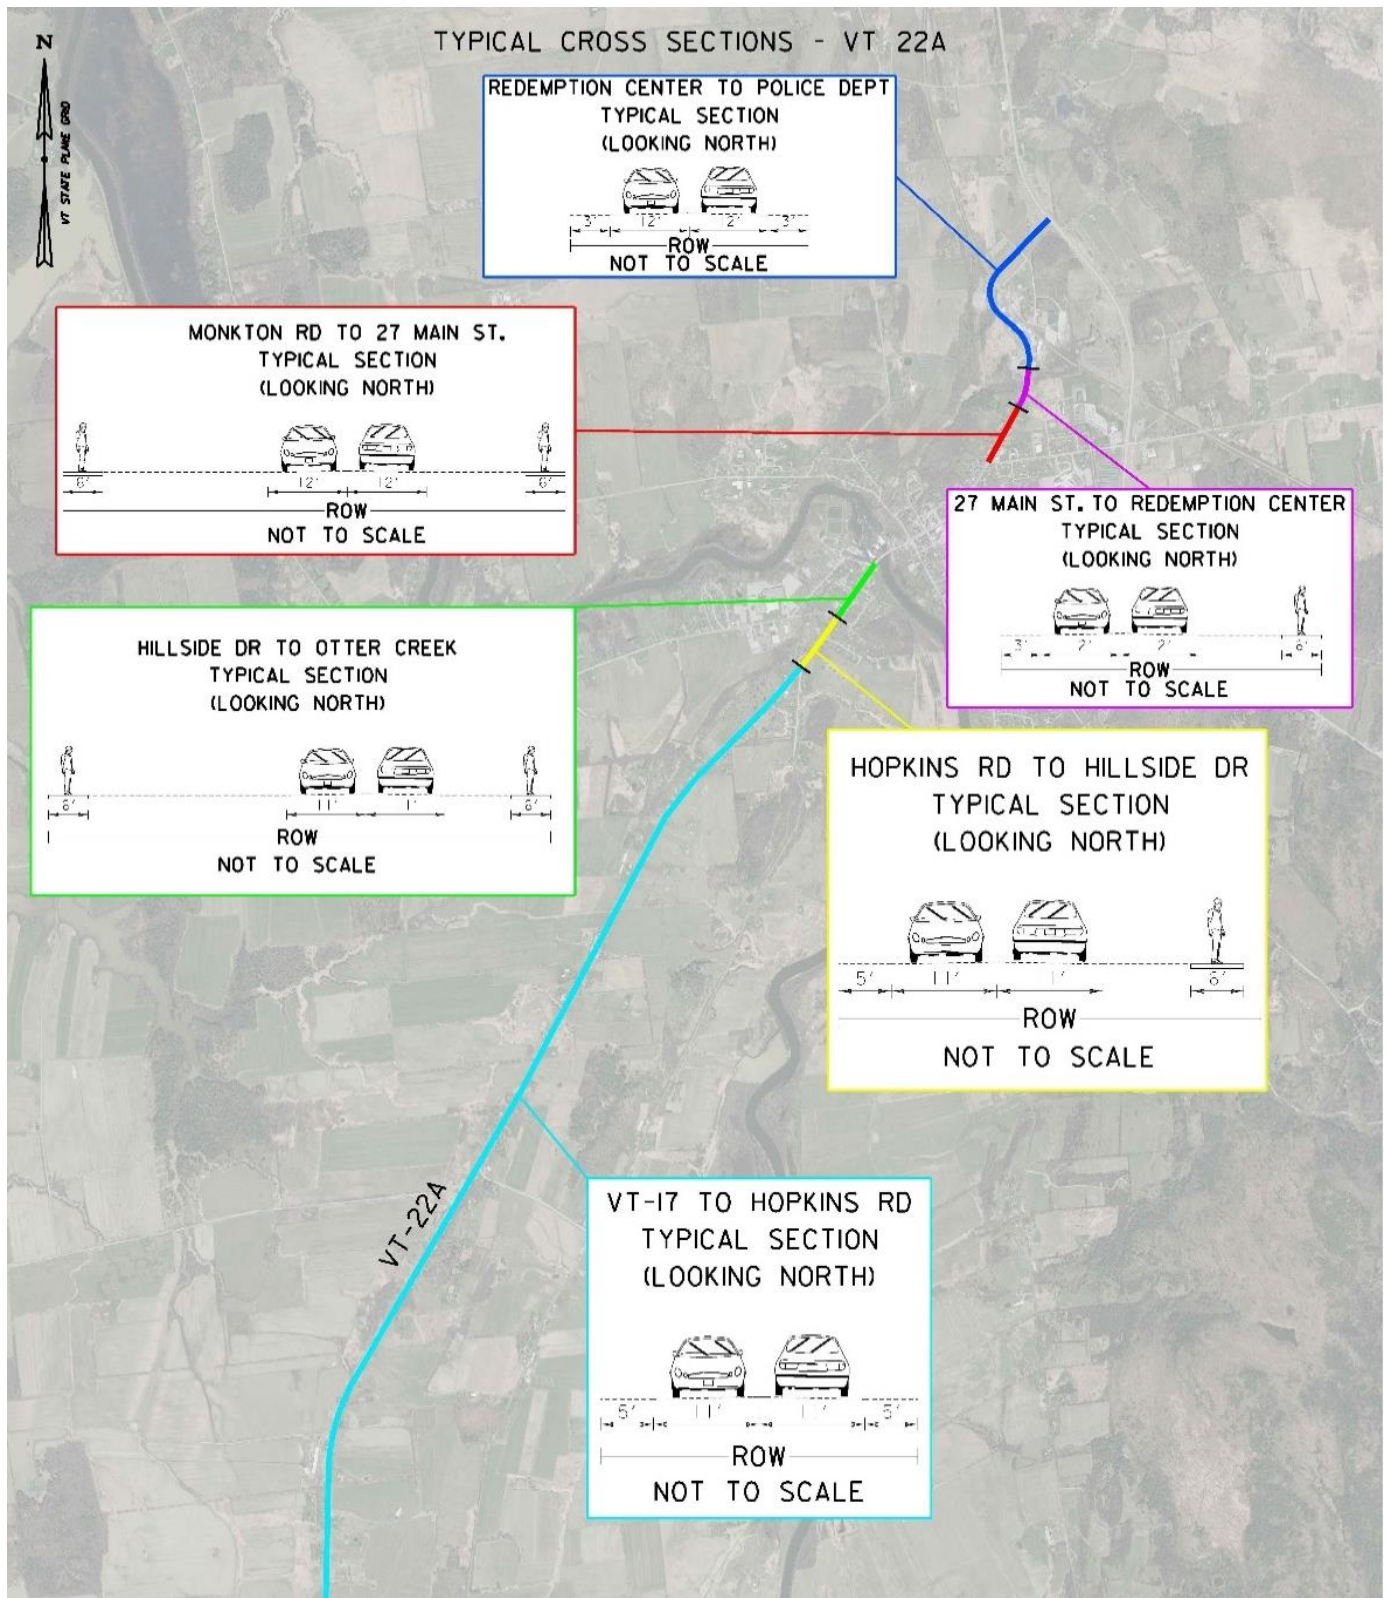 TYPICAL CROSS SECTIONS - VT 22A
N
VT STATE PLANE GRID
REDEMPTION CENTER TO POLICE DEPT
TYPICAL SECTION
(LOOKING NORTH)
3' 12' 2' 3'
ROW
NOT TO SCALE
MONKTON RD TO 27 MAIN ST.
TYPICAL SECTION
(LOOKING NORTH)
6' 12' 12' 6'
ROW
NOT TO SCALE
27 MAIN ST. TO REDEMPTION CENTER
TYPICAL SECTION
(LOOKING NORTH)
3' 2' 2' 6'
ROW
NOT TO SCALE
HILLSIDE DR TO OTTER CREEK
TYPICAL SECTION
(LOOKING NORTH)
6' 11' 1' 6'
ROW
NOT TO SCALE
HOPKINS RD TO HILLSIDE DR
TYPICAL SECTION
(LOOKING NORTH)
5' 11' 1' 6'
ROW
NOT TO SCALE
VT-22A
VT-17 TO HOPKINS RD
TYPICAL SECTION
(LOOKING NORTH)
5' 11' 11' 5'
ROW
NOT TO SCALE